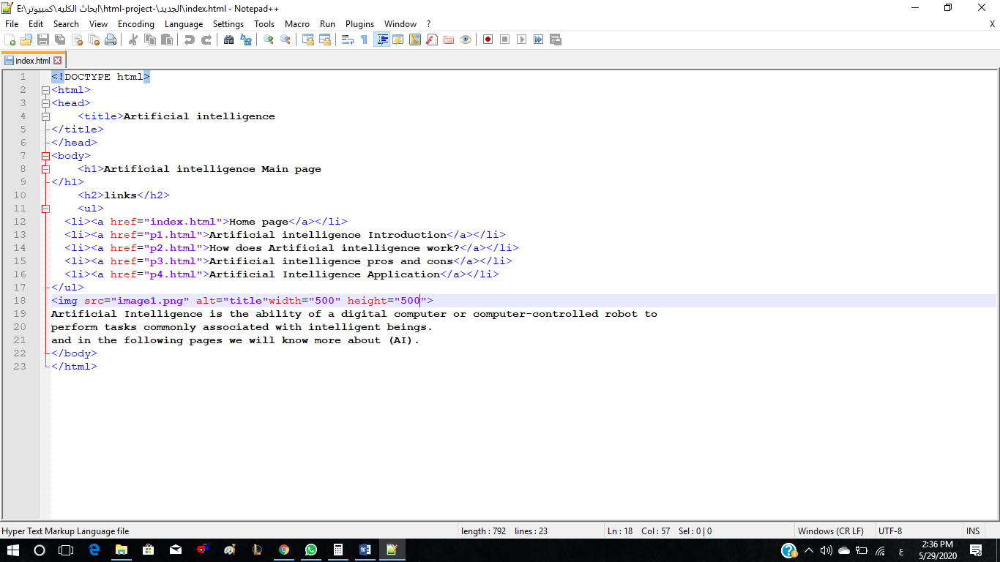 E:\ابحاث الكليه\كمبيوتر\html-project-الجديد\index.html - Notepad++
File Edit Search View Encoding Language Settings Tools Macro Run Plugins Window ? X
index.html
1 <!DOCTYPE html>
2 <html>
3 <head>
4 <title>Artificial intelligence
5 </title>
6 </head>
7 <body>
8 <h1>Artificial intelligence Main page
9 </h1>
10 <h2>links</h2>
11 <ul>
12 <li><a href="index.html">Home page</a></li>
13 <li><a href="p1.html">Artificial intelligence Introduction</a></li>
14 <li><a href="p2.html">How does Artificial intelligence work?</a></li>
15 <li><a href="p3.html">Artificial intelligence pros and cons</a></li>
16 <li><a href="p4.html">Artificial Intelligence Application</a></li>
17 </ul>
18 <img src="image1.png" alt="title"width="500" height="500">
19 Artificial Intelligence is the ability of a digital computer or computer-controlled robot to
20 perform tasks commonly associated with intelligent beings.
21 and in the following pages we will know more about (AI).
22 </body>
23 </html>
Hyper Text Markup Language file length : 792 lines : 23 Ln : 18 Col : 57 Sel : 0 | 0 Windows (CR LF) UTF-8 INS
ع 2:36 PM
5/29/2020